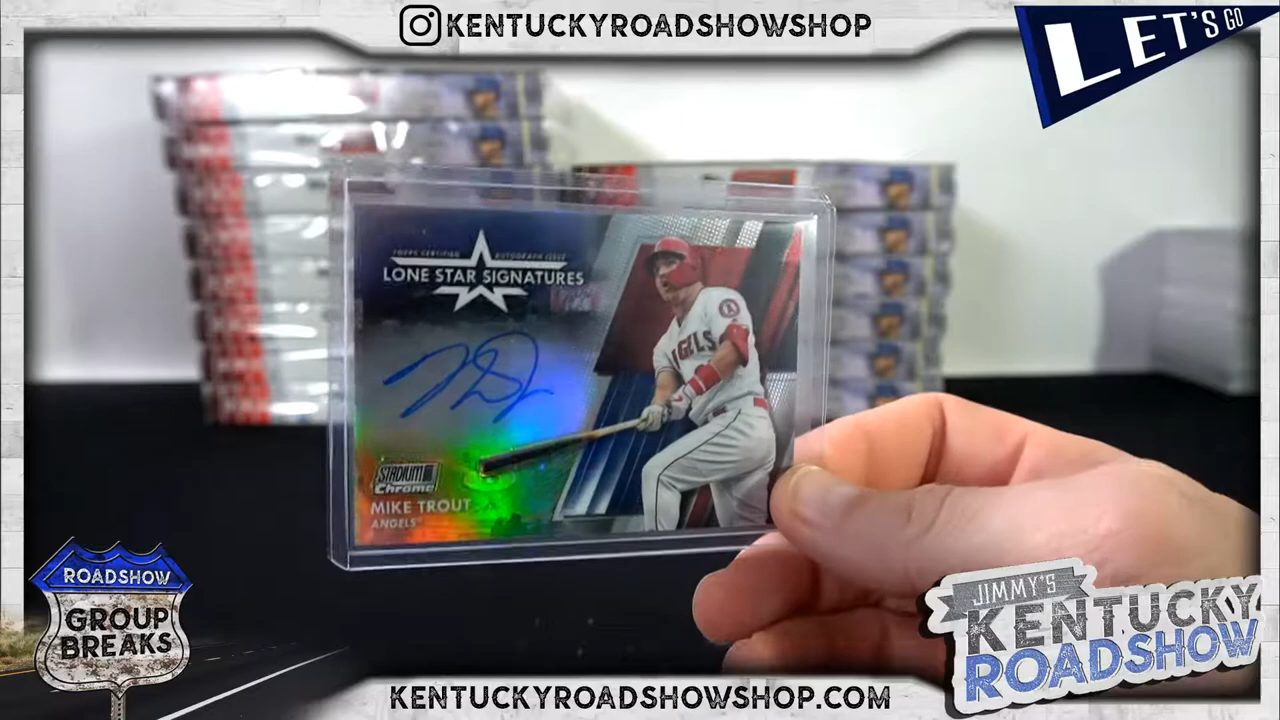 KENTUCKYROADSHOWSHOP
LET'S GO
TOPPS CERTIFIED AUTOGRAPH ISSUE
LONE STAR SIGNATURES
ANGELS
STADIUM
Chrome
MIKE TROUT
ANGELS
ROADSHOW
GROUP
BREAKS
JIMMY'S
KENTUCKY
ROADSHOW
KENTUCKYROADSHOWSHOP.COM